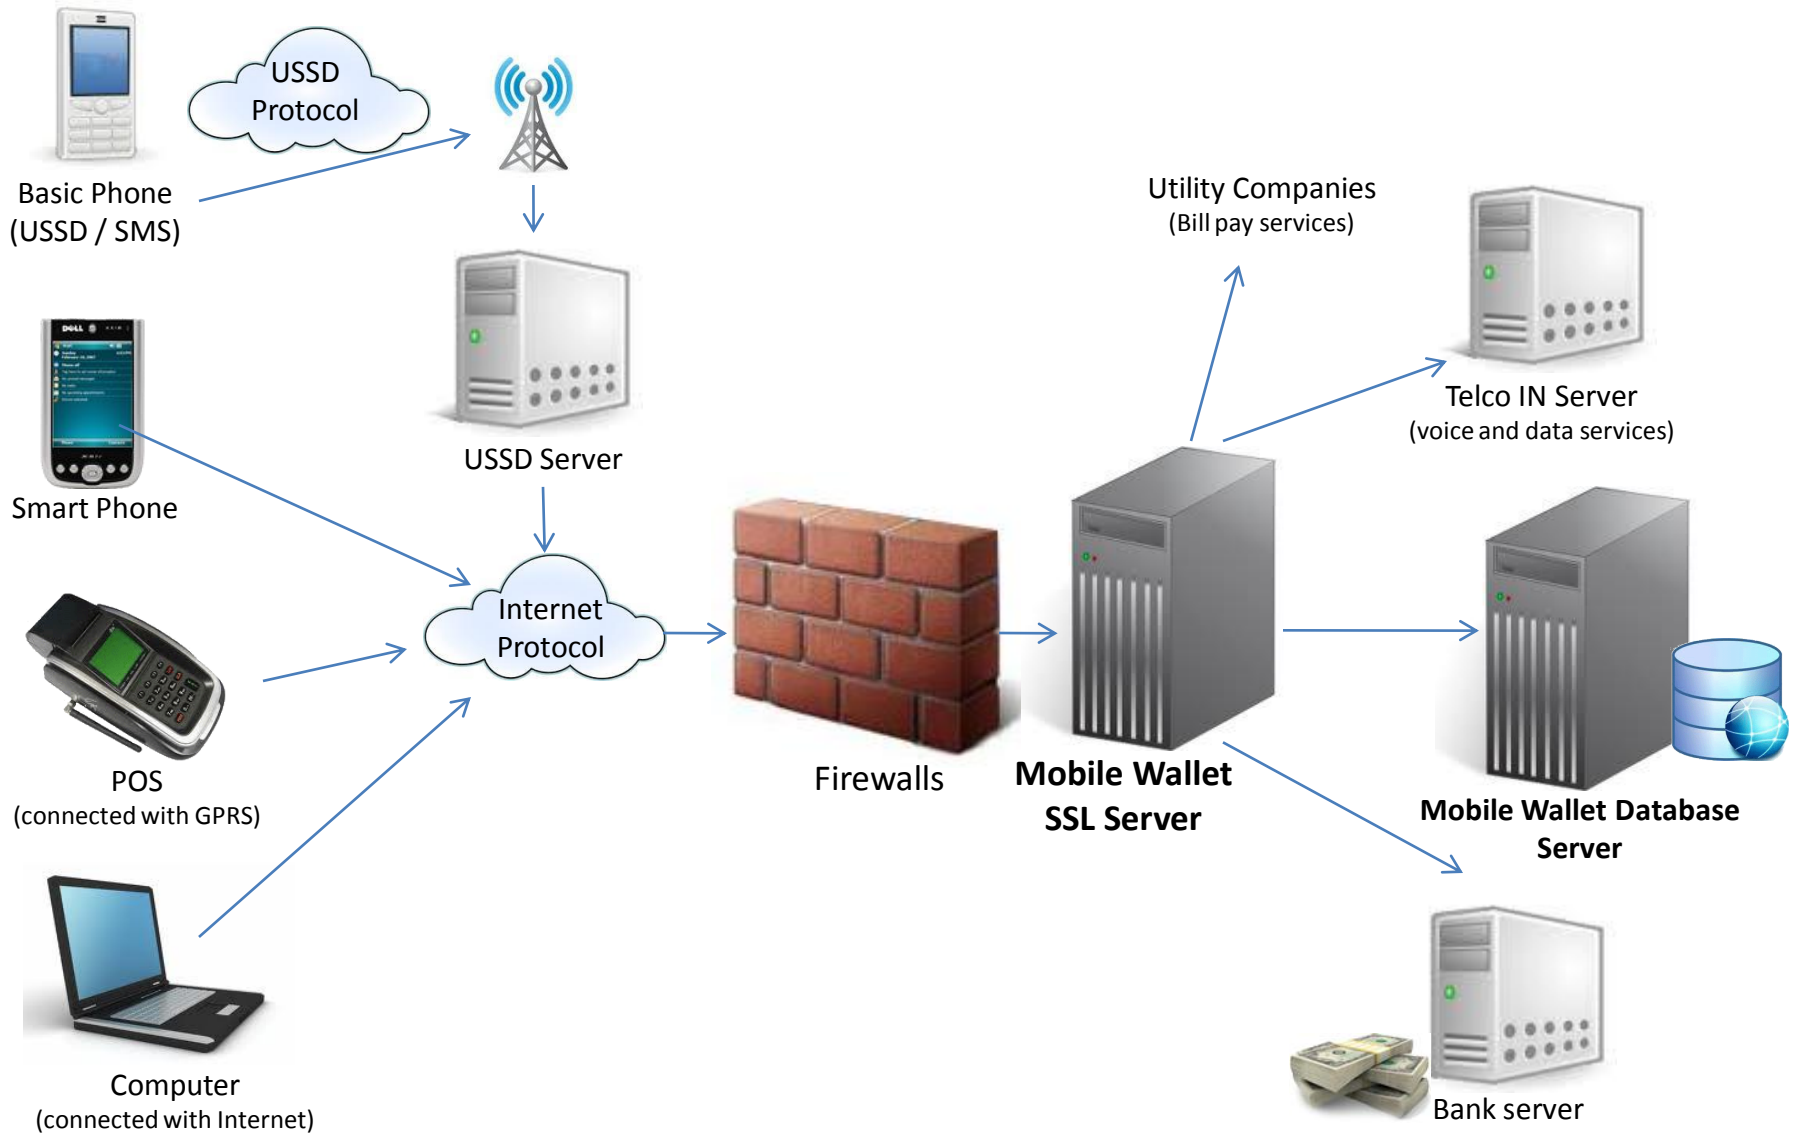 USSD
Protocol
Basic Phone
(USSD / SMS)
Utility Companies
(Bill pay services)
DELL
Telco IN Server
(voice and data services)
USSD Server
Smart Phone
Internet
Protocol
POS
(connected with GPRS)
Firewalls
Mobile Wallet
SSL Server
Mobile Wallet Database
Server
Computer
(connected with Internet)
Bank server